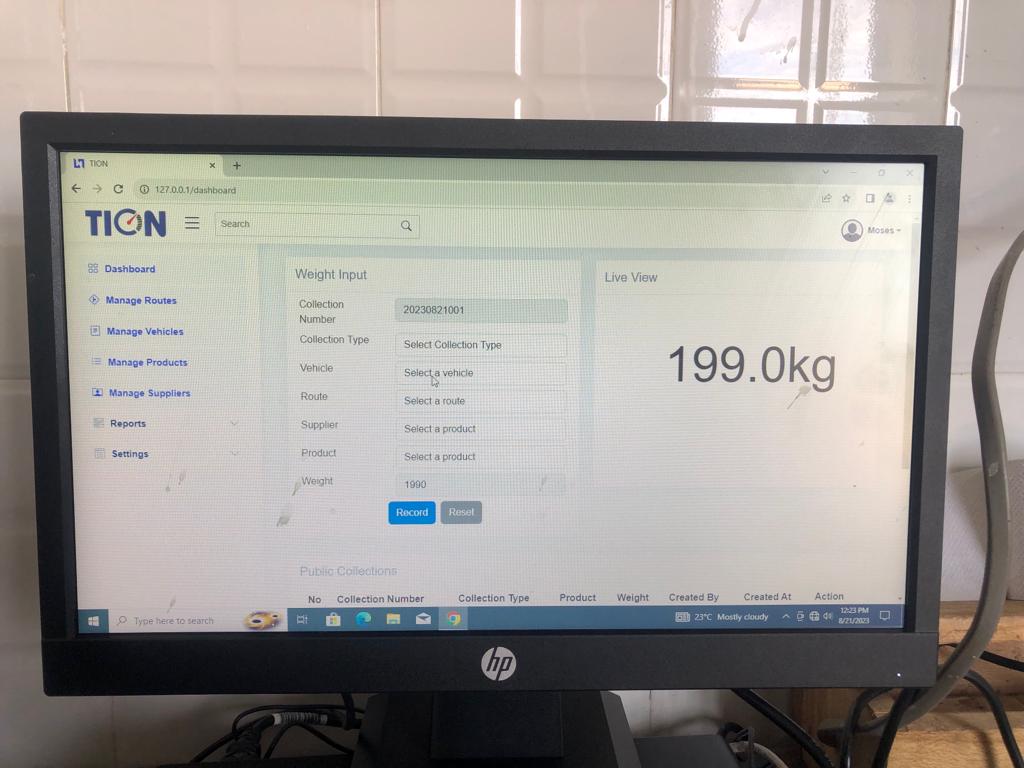 TION
127.0.0.1/dashboard
TION
Search
Moses
Dashboard
Manage Routes
Manage Vehicles
Manage Products
Manage Suppliers
Reports
Settings
Weight Input
Collection Number
20230821001
Collection Type
Select Collection Type
Vehicle
Select a vehicle
Route
Select a route
Supplier
Select a product
Product
Select a product
Weight
1990
Record Reset
Live View
199.0kg
Public Collections
No Collection Number Collection Type Product Weight Created By Created At Action
Type here to search
23°C Mostly cloudy
12:23 PM
8/21/2023
hp